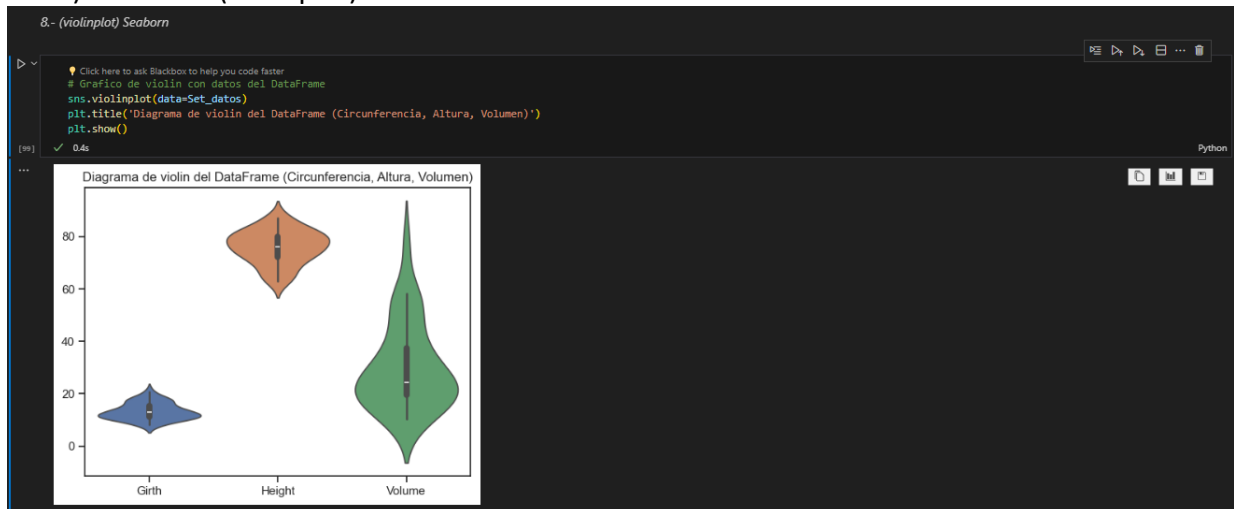 8.- (violinplot) Seaborn
Click here to ask Blackbox to help you code faster
# Grafico de violin con datos del DataFrame
sns.violinplot(data=Set_datos)
plt.title('Diagrama de violin del DataFrame (Circunferencia, Altura, Volumen)')
plt.show()
[99] 0.4s Python
Diagrama de violin del DataFrame (Circunferencia, Altura, Volumen)
80
60
40
20
0
Girth Height Volume